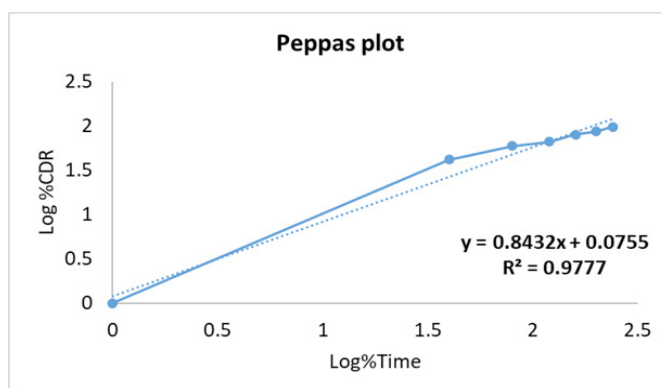 Peppas plot
2.5
2
1.5
1
0.5
0
Log %CDR
y = 0.8432x + 0.0755
R² = 0.9777
0 0.5 1 1.5 2 2.5
Log%Time